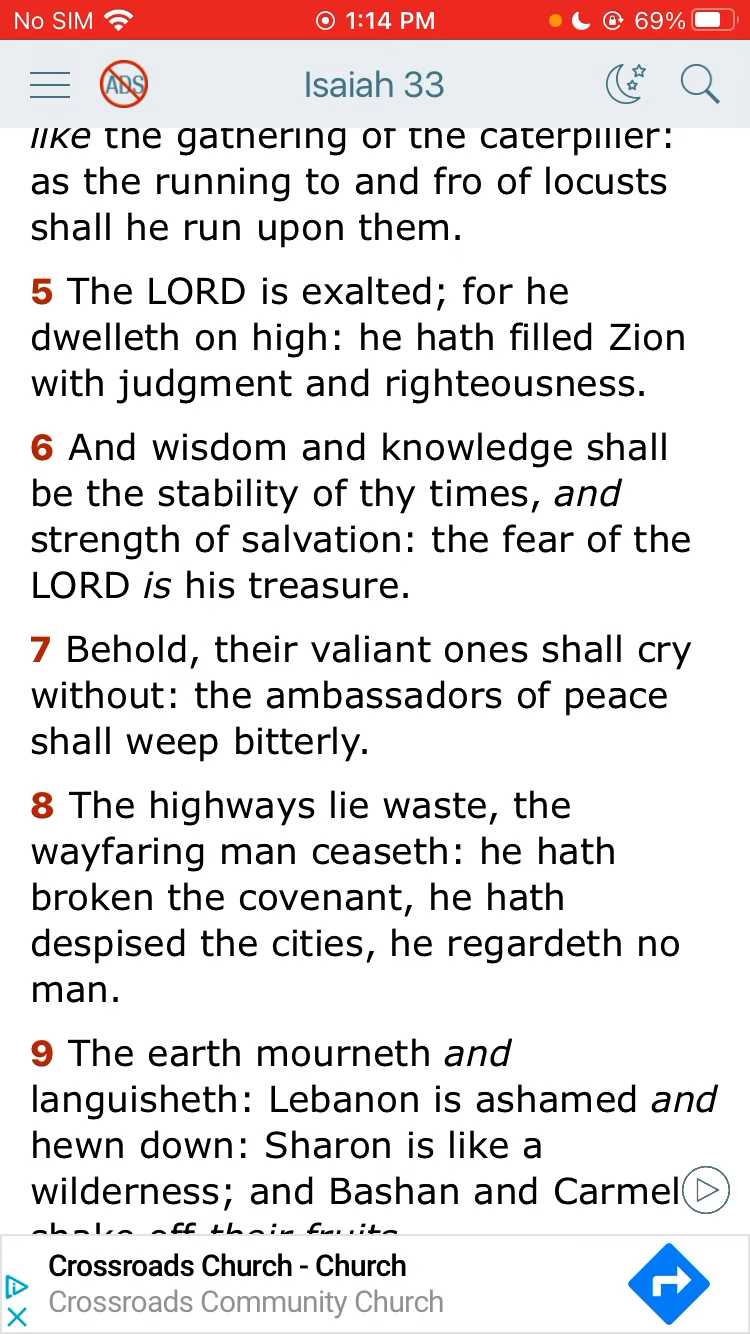 No SIM 1:14 PM 69%
ADS Isaiah 33
like the gathering of the caterpiller:
as the running to and fro of locusts
shall he run upon them.
5 The LORD is exalted; for he
dwelleth on high: he hath filled Zion
with judgment and righteousness.
6 And wisdom and knowledge shall
be the stability of thy times, and
strength of salvation: the fear of the
LORD is his treasure.
7 Behold, their valiant ones shall cry
without: the ambassadors of peace
shall weep bitterly.
8 The highways lie waste, the
wayfaring man ceaseth: he hath
broken the covenant, he hath
despised the cities, he regardeth no
man.
9 The earth mourneth and
languisheth: Lebanon is ashamed and
hewn down: Sharon is like a
wilderness; and Bashan and Carmel
shake off their fruits
Crossroads Church - Church
Crossroads Community Church